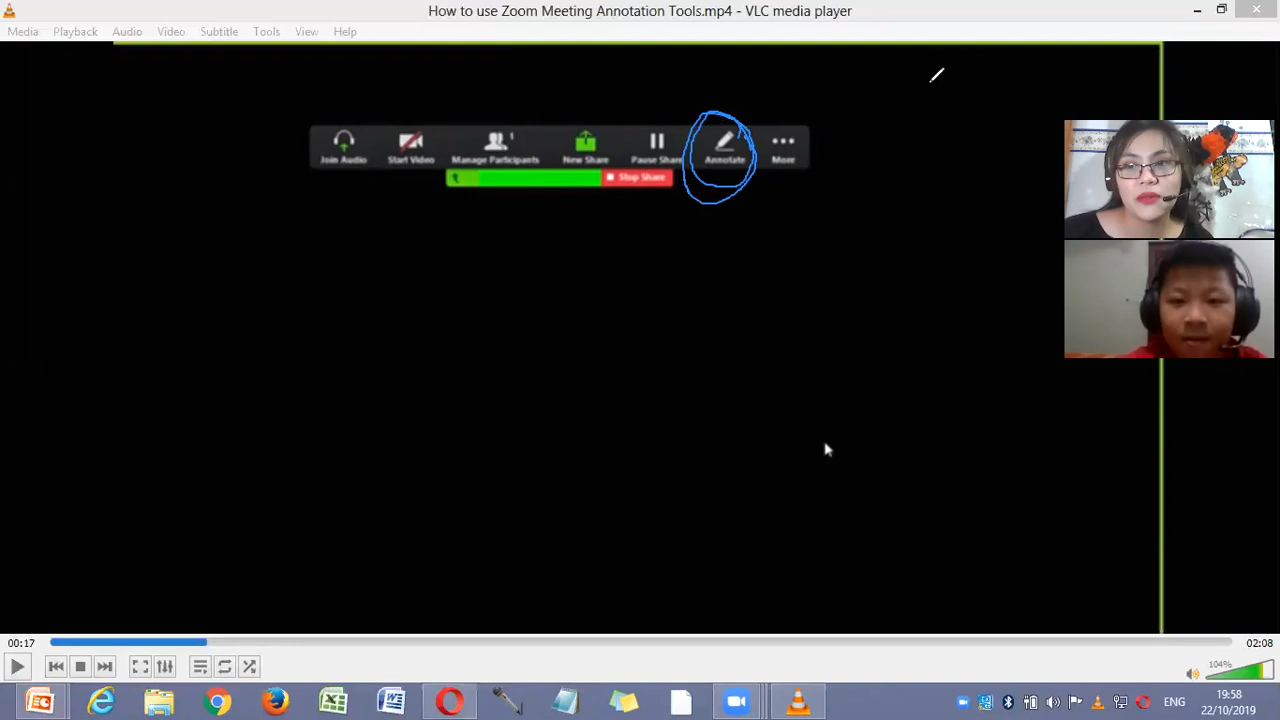 How to use Zoom Meeting Annotation Tools.mp4 - VLC media player
Media Playback Audio Video Subtitle Tools View Help
1
Join Audio Start Video Manage Participants New Share Pause Share Annotate More
Stop Share
00:17 02:08
104%
ENG
19:58
22/10/2019